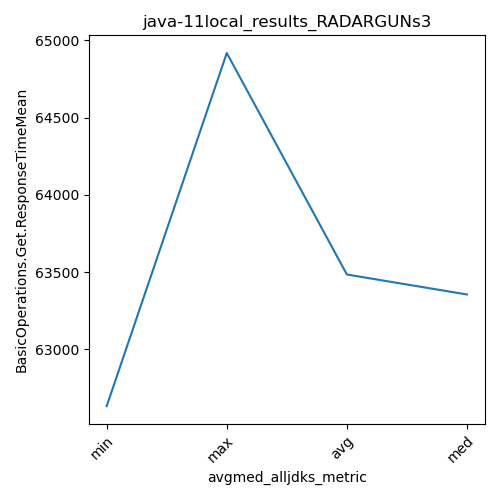 java-11local_results_RADARGUNs3
BasicOperations.Get.ResponseTimeMean
65000
64500
64000
63500
63000
min
max
avg
med
avgmed_alljdks_metric